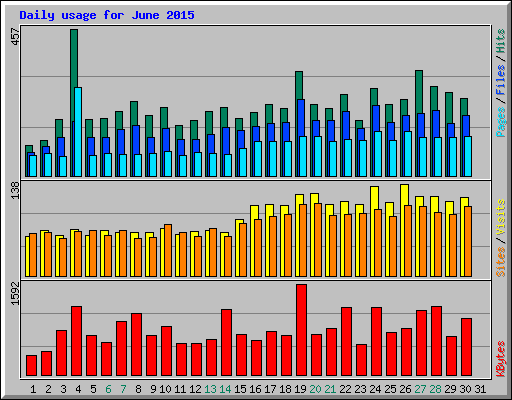 Daily usage for June 2015
457
Pages / Files / Hits
138
Sites / Visits
1592
KBytes
1 2 3 4 5 6 7 8 9 10 11 12 13 14 15 16 17 18 19 20 21 22 23 24 25 26 27 28 29 30 31